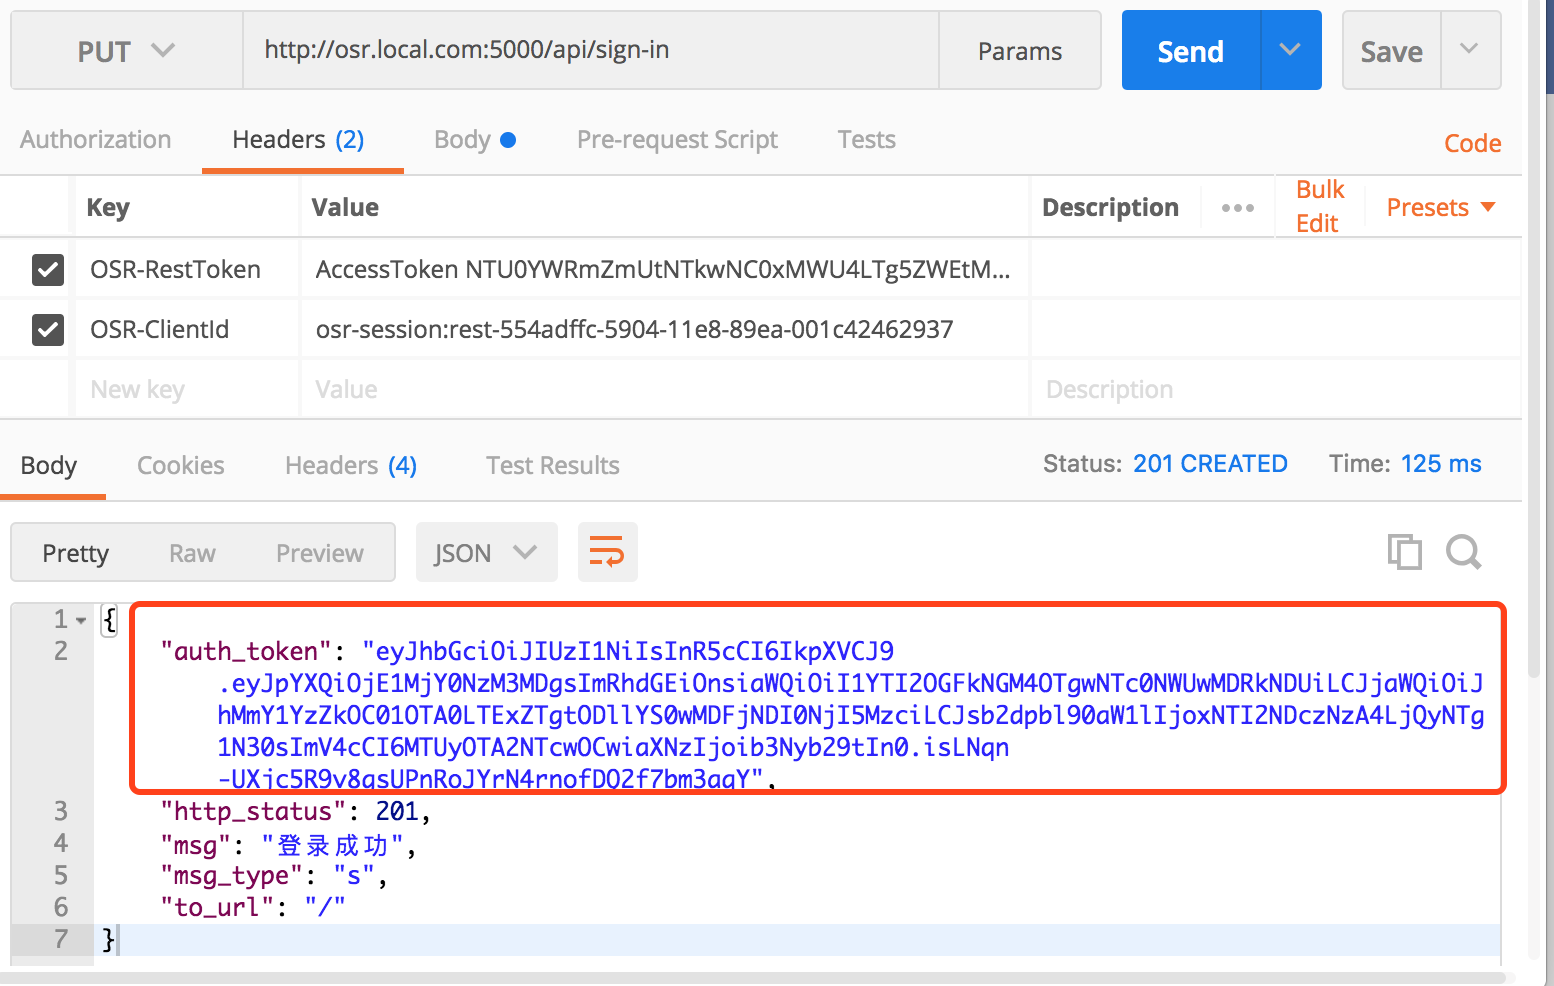 PUT http://osr.local.com:5000/api/sign-in Params Send Save
Authorization Headers (2) Body Pre-request Script Tests Code
Key Value Description ••• Bulk Edit Presets
OSR-RestToken AccessToken NTU0YWRmZmUtNTkwNC0xMWU4LTg5ZWEtM...
OSR-ClientId osr-session:rest-554adffc-5904-11e8-89ea-001c42462937
New key Value Description
Body Cookies Headers (4) Test Results Status: 201 CREATED Time: 125 ms
Pretty Raw Preview JSON
1 {
2 "auth_token": "eyJhbGciOiJIUzI1NiIsInR5cCI6IkpXVCJ9
.eyJpYXQiOjE1MjY0NzM3MDgsImRhdGEiOnsiaWQiOiI1YTI2OGFkNGM4OTgwNTc0NWUwMDRkNDUiLCJjaWQiOiJ
hMmY1YzZkOC01OTA0LTExZTgtODllYS0wMDFjNDI0NjI5MzciLCJsb2dpbl90aW1lIjoxNTI2NDczNzA4LjQyNTg
1N30sImV4cCI6MTUyOTA2NTcwOCwiaXNzIjoib3Nyb29tIn0.isLNqn
-UXjc5R9v8qsUPnRoJYrN4rnofDQ2f7bm3aqY",
3 "http_status": 201,
4 "msg": "登录成功",
5 "msg_type": "s",
6 "to_url": "/"
7 }